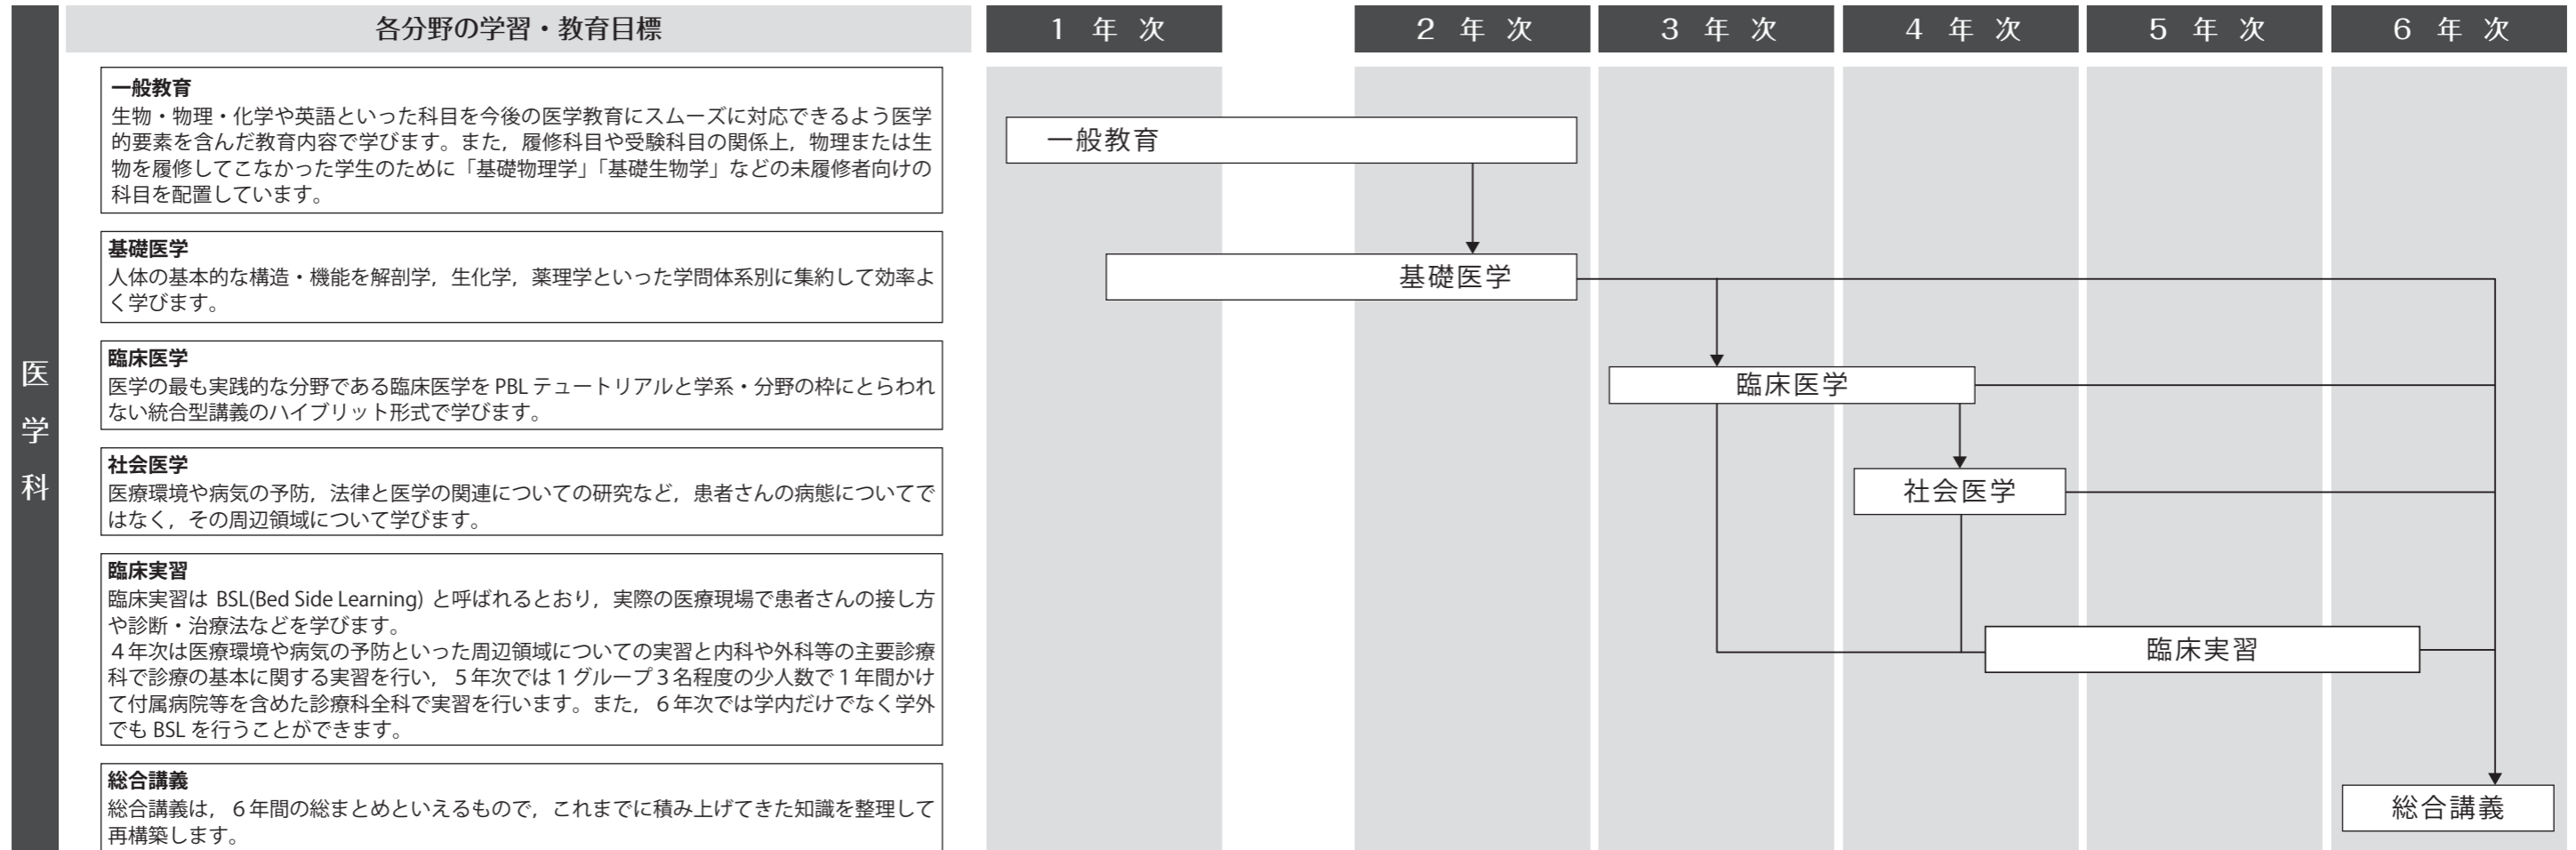 各分野の学習・教育目標
1 年 次
2 年 次
3 年 次
4 年 次
5 年 次
6 年 次
医学科
一般教育
生物・物理・化学や英語といった科目を今後の医学教育にスムーズに対応できるよう医学
的要素を含んだ教育内容で学びます。また，履修科目や受験科目の関係上，物理または生
物を履修してこなかった学生のために「基礎物理学」「基礎生物学」などの未履修者向けの
科目を配置しています。
基礎医学
人体の基本的な構造・機能を解剖学，生化学，薬理学といった学問体系別に集約して効率よ
く学びます。
臨床医学
医学の最も実践的な分野である臨床医学を PBL テュートリアルと学系・分野の枠にとらわれ
ない統合型講義のハイブリット形式で学びます。
社会医学
医療環境や病気の予防，法律と医学の関連についての研究など，患者さんの病態についてで
はなく，その周辺領域について学びます。
臨床実習
臨床実習は BSL(Bed Side Learning) と呼ばれるとおり，実際の医療現場で患者さんの接し方
や診断・治療法などを学びます。
４年次は医療環境や病気の予防といった周辺領域についての実習と内科や外科等の主要診療
科で診療の基本に関する実習を行い，５年次では１グループ３名程度の少人数で１年間かけ
て付属病院等を含めた診療科全科で実習を行います。また，６年次では学内だけでなく学外
でも BSL を行うことができます。
総合講義
総合講義は，６年間の総まとめといえるもので，これまでに積み上げてきた知識を整理して
再構築します。
一般教育
基礎医学
臨床医学
社会医学
臨床実習
総合講義